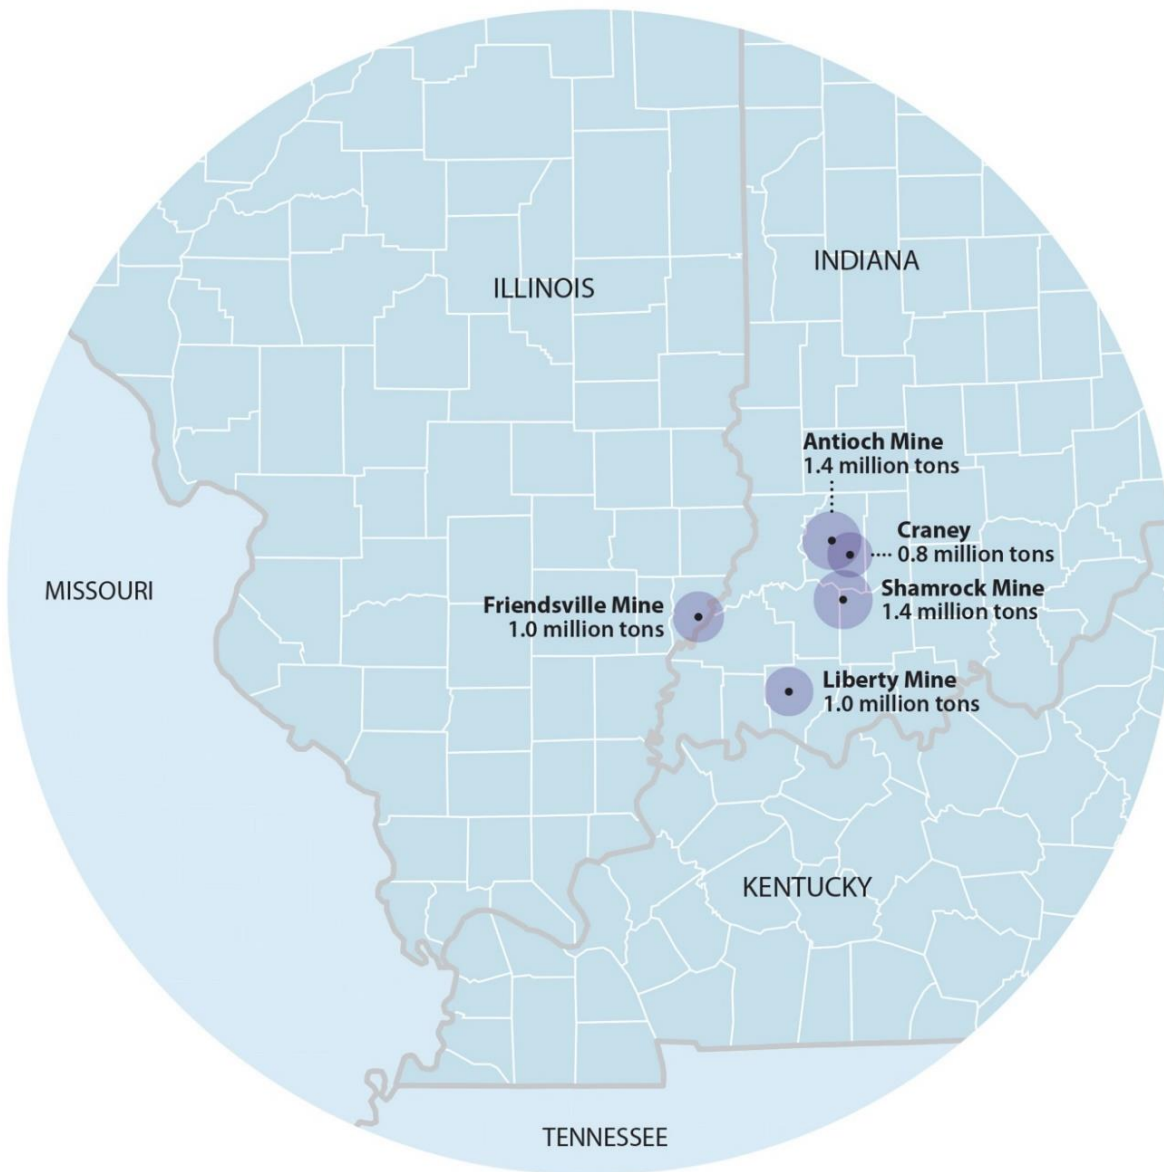 INDIANA
ILLINOIS
Antioch Mine
1.4 million tons
Craney
0.8 million tons
MISSOURI
Shamrock Mine
1.4 million tons
Friendsville Mine
1.0 million tons
Liberty Mine
1.0 million tons
KENTUCKY
TENNESSEE